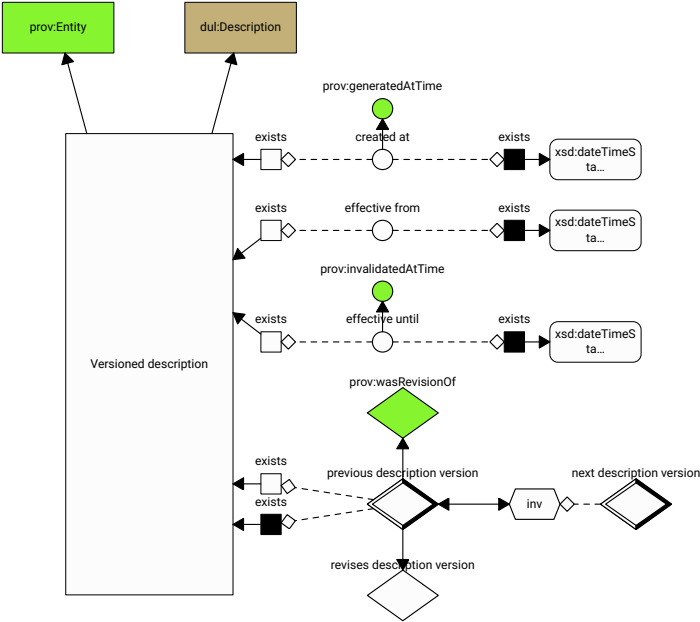 prov:Entity
dul:Description
prov:generatedAtTime
exists
created at
exists
xsd:dateTimeS
ta...
exists
effective from
exists
xsd:dateTimeS
ta...
prov:invalidatedAtTime
exists
effective until
exists
xsd:dateTimeS
ta...
Versioned description
prov:wasRevisionOf
exists
previous description version
next description version
exists
inv
revises description version